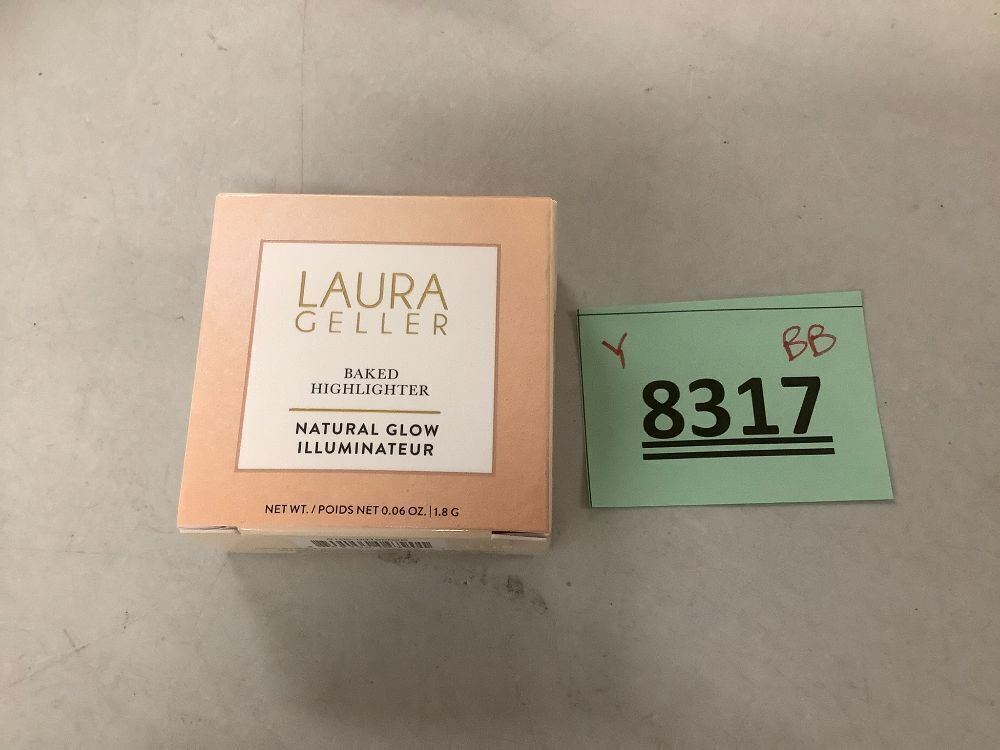 LAURA
GELLER
BAKED
HIGHLIGHTER
NATURAL GLOW
ILLUMINATEUR
NET WT. / POIDS NET 0.06 OZ. | 1.8 G
Y BB
8317